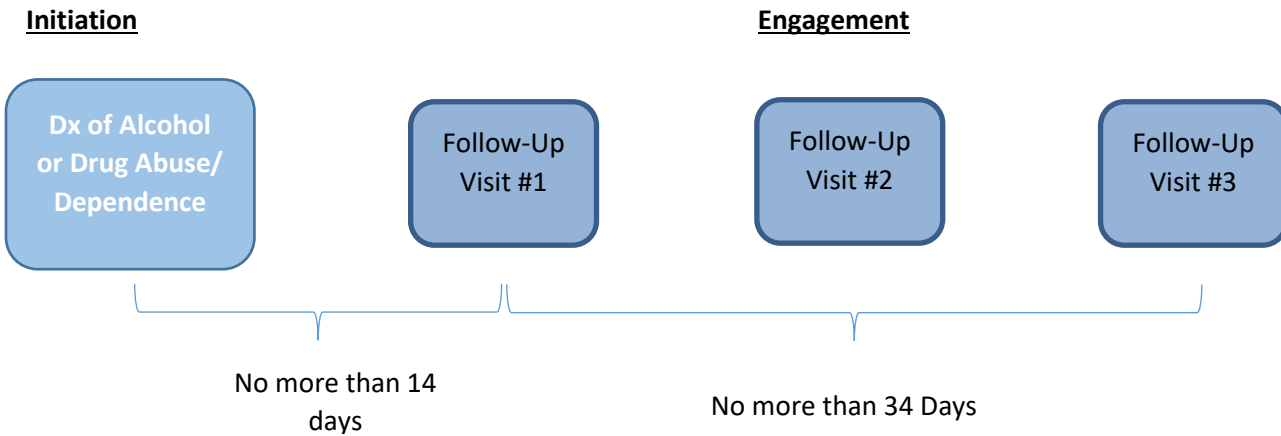 Initiation
Engagement
Dx of Alcohol
or Drug Abuse/
Dependence
Follow-Up
Visit #1
Follow-Up
Visit #2
Follow-Up
Visit #3
No more than 14
days
No more than 34 Days